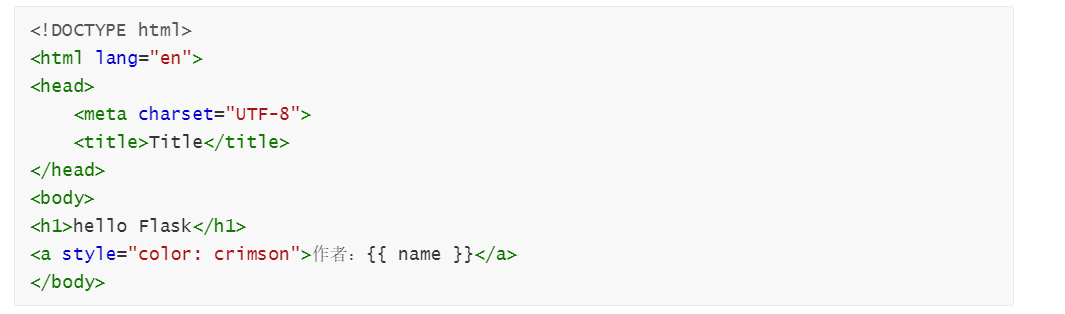 <!DOCTYPE html>
<html lang="en">
<head>
    <meta charset="UTF-8">
    <title>Title</title>
</head>
<body>
<h1>hello Flask</h1>
<a style="color: crimson">作者：{{ name }}</a>
</body>